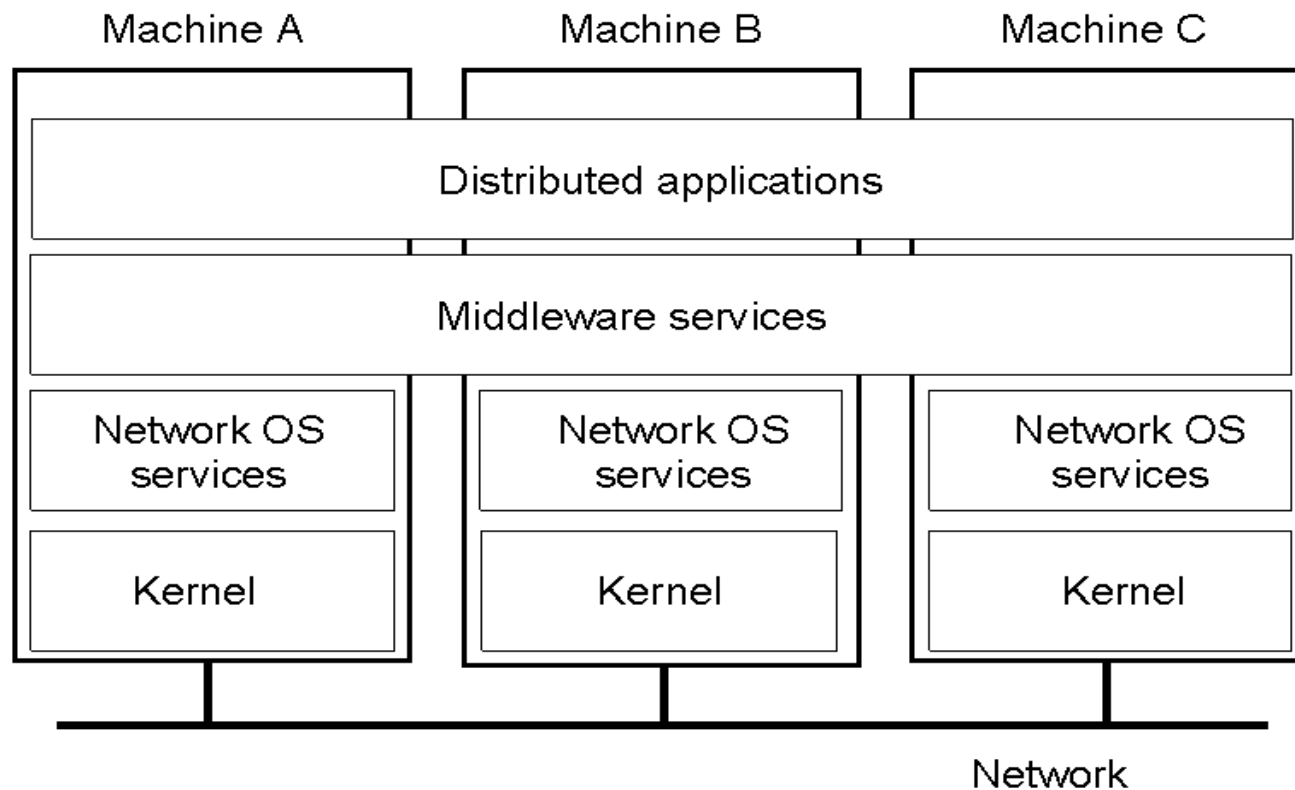 Machine A
Machine B
Machine C
Distributed applications
Middleware services
Network OS
services
Network OS
services
Network OS
services
Kernel
Kernel
Kernel
Network